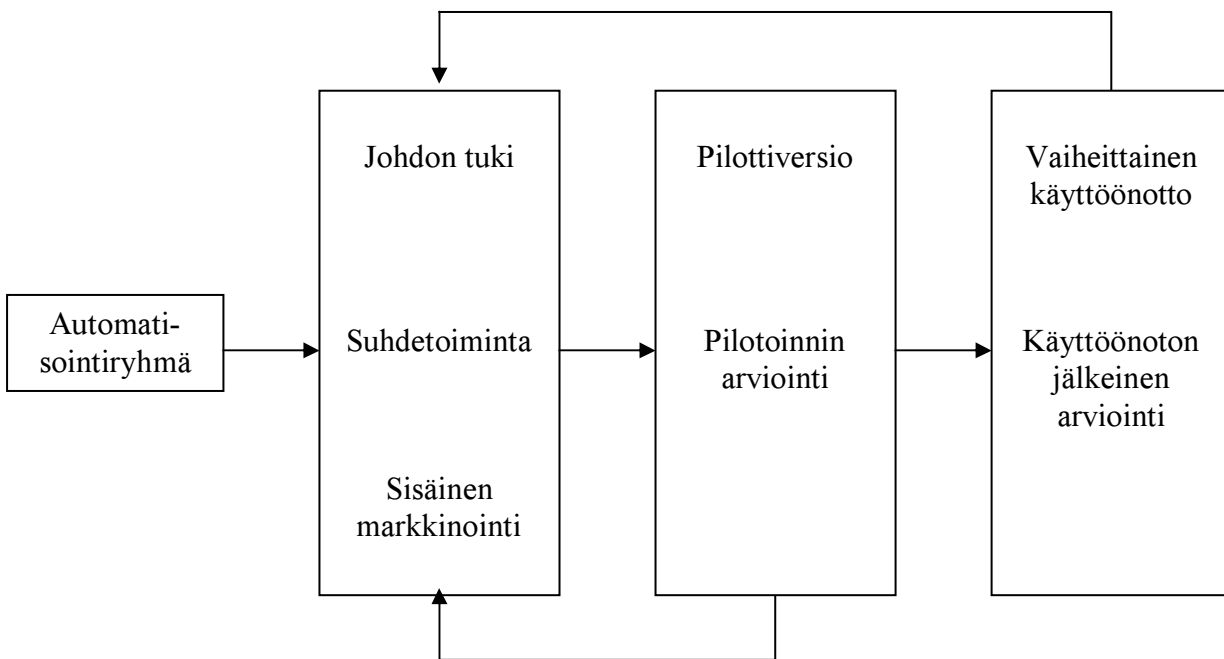 Automati-
sointiryhmä
Johdon tuki
Suhdetoiminta
Sisäinen
markkinointi
Pilottiversio
Pilotoinnin
arviointi
Vaiheittainen
käyttöönotto
Käyttöönoton
jälkeinen
arviointi